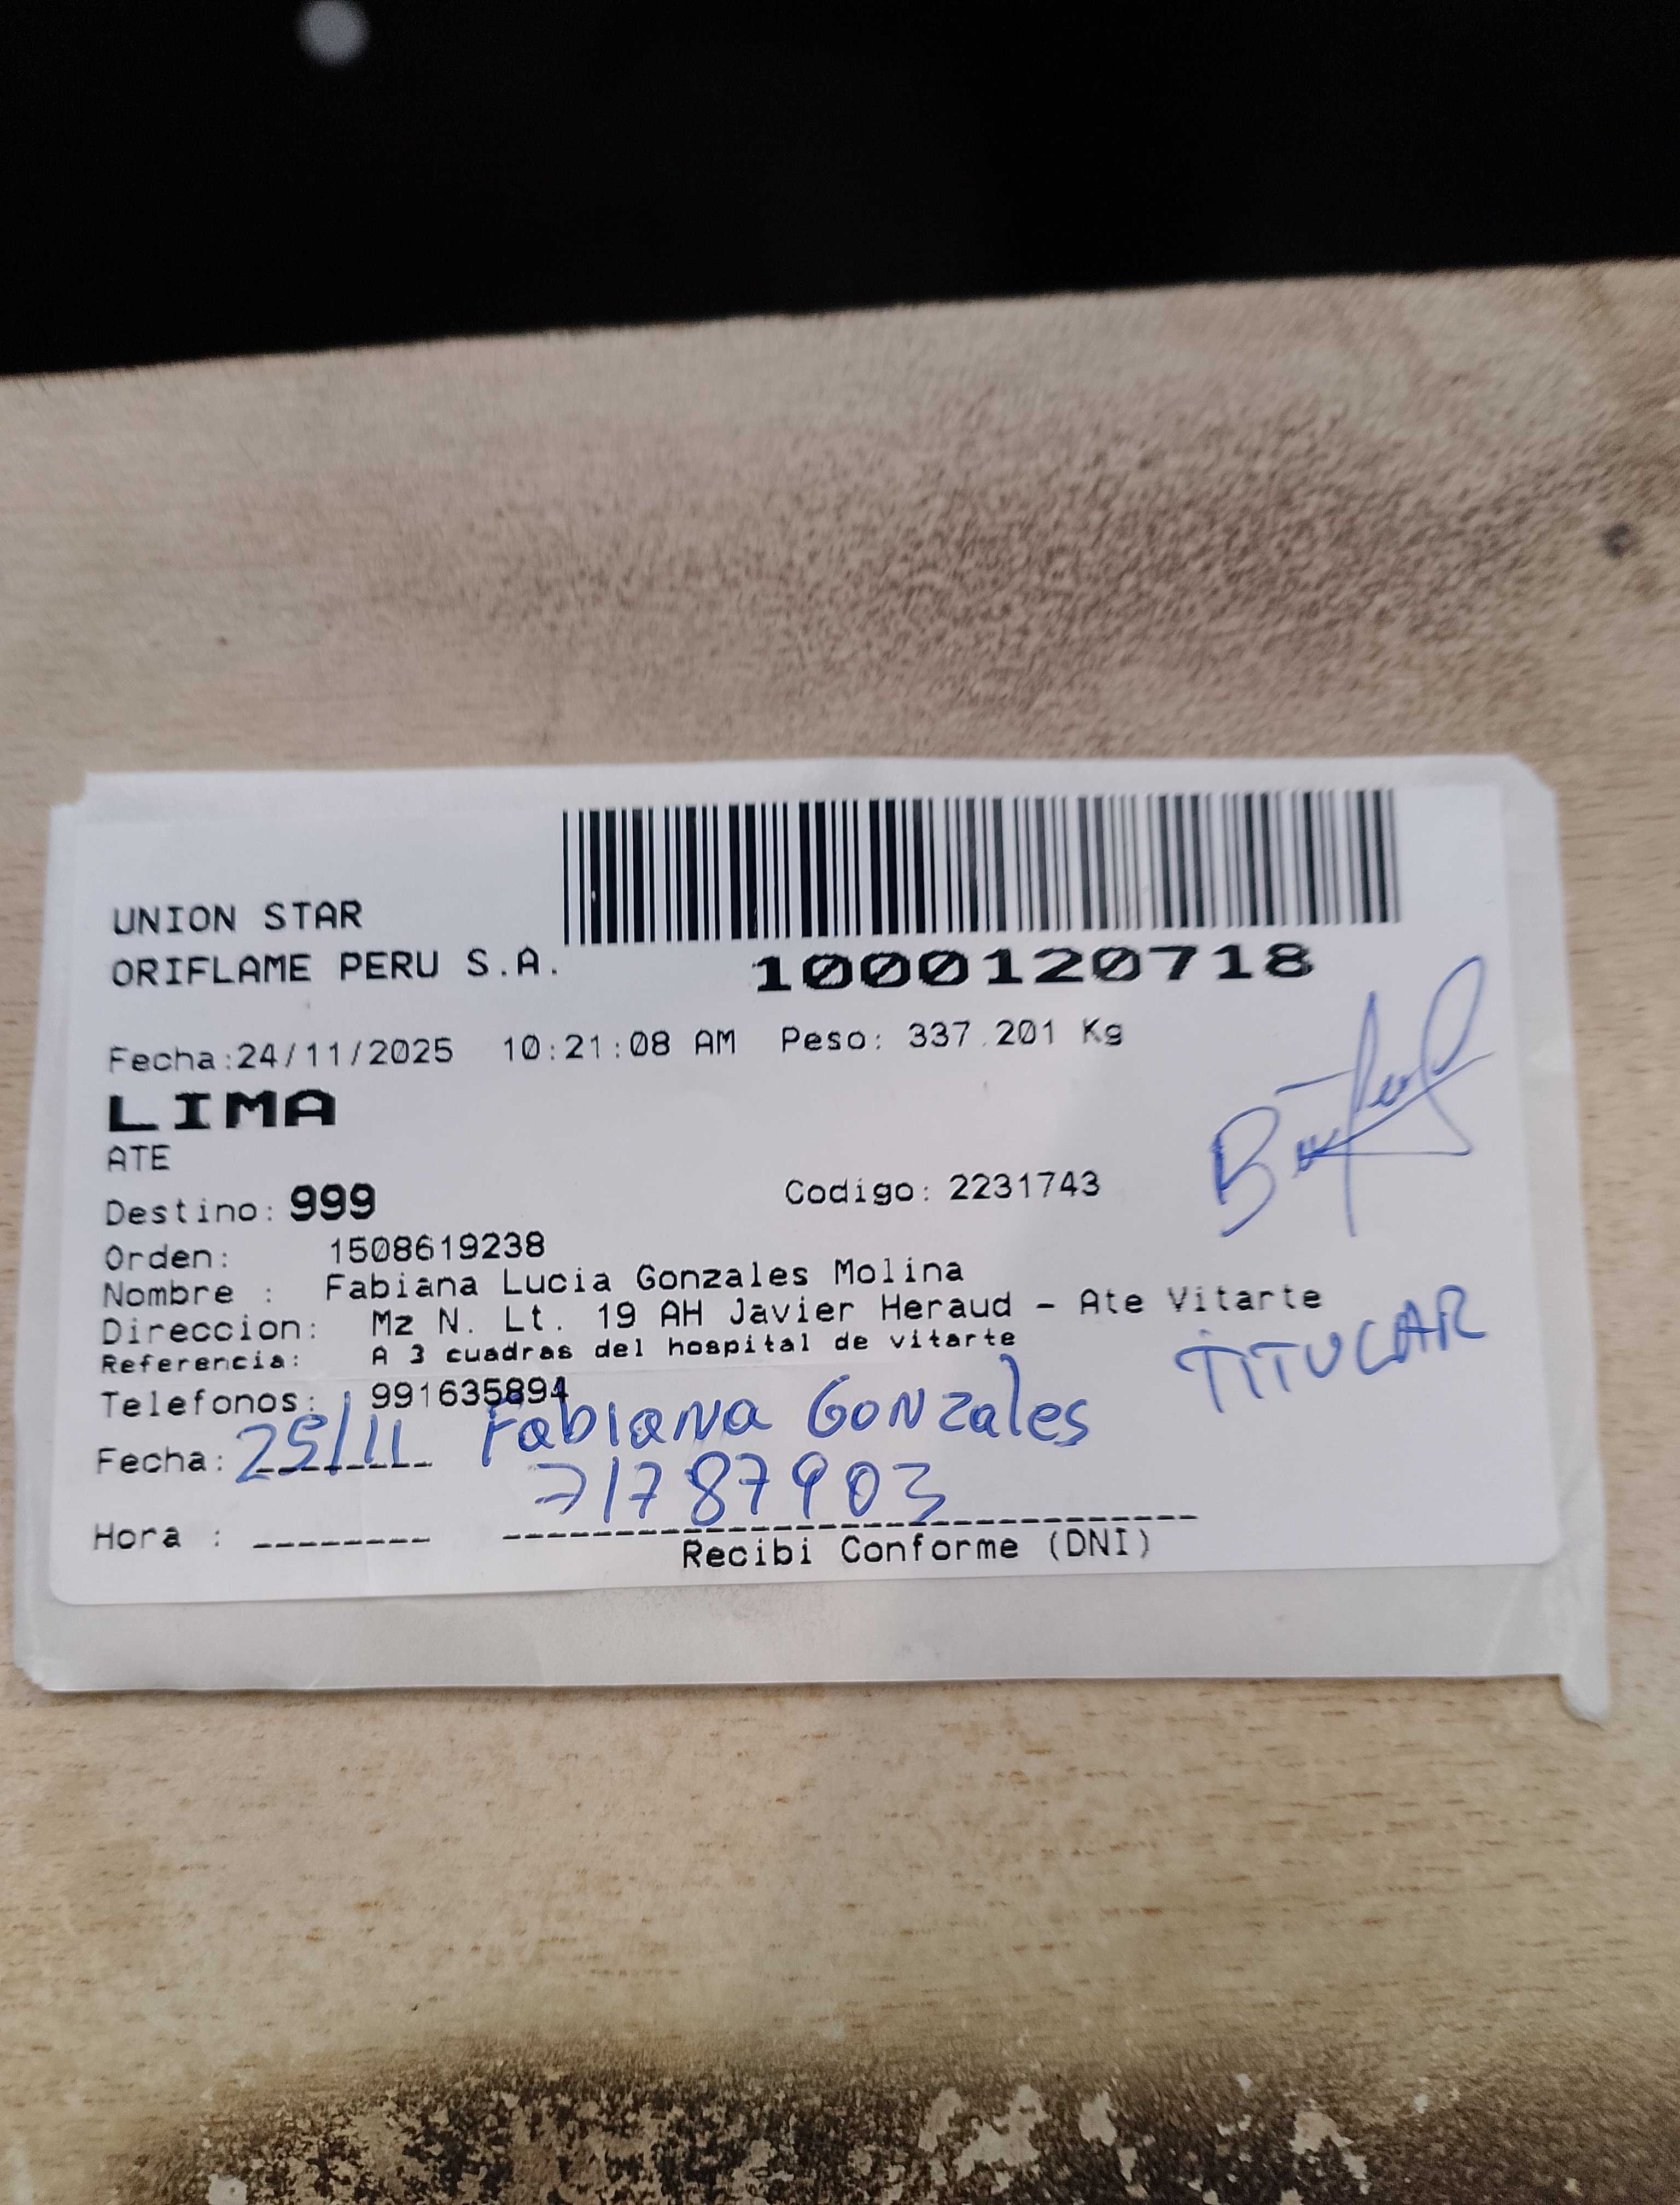 UNION STAR
ORIFLAME PERU S.A.
1000120718
Fecha:24/11/2025 10:21:08 AM Peso: 337.201 Kg
LIMA
ATE
Destino: 999 Codigo: 2231743
Orden: 1508619238
Nombre : Fabiana Lucia Gonzales Molina
Direccion: Mz N. Lt. 19 AH Javier Heraud - Ate Vitarte
Referencia: A 3 cuadras del hospital de vitarte
TITULAR
Telefonos: 991635894
Fecha: 25/11 Fabiana Gonzales
71787903
Hora :
Recibi Conforme (DNI)